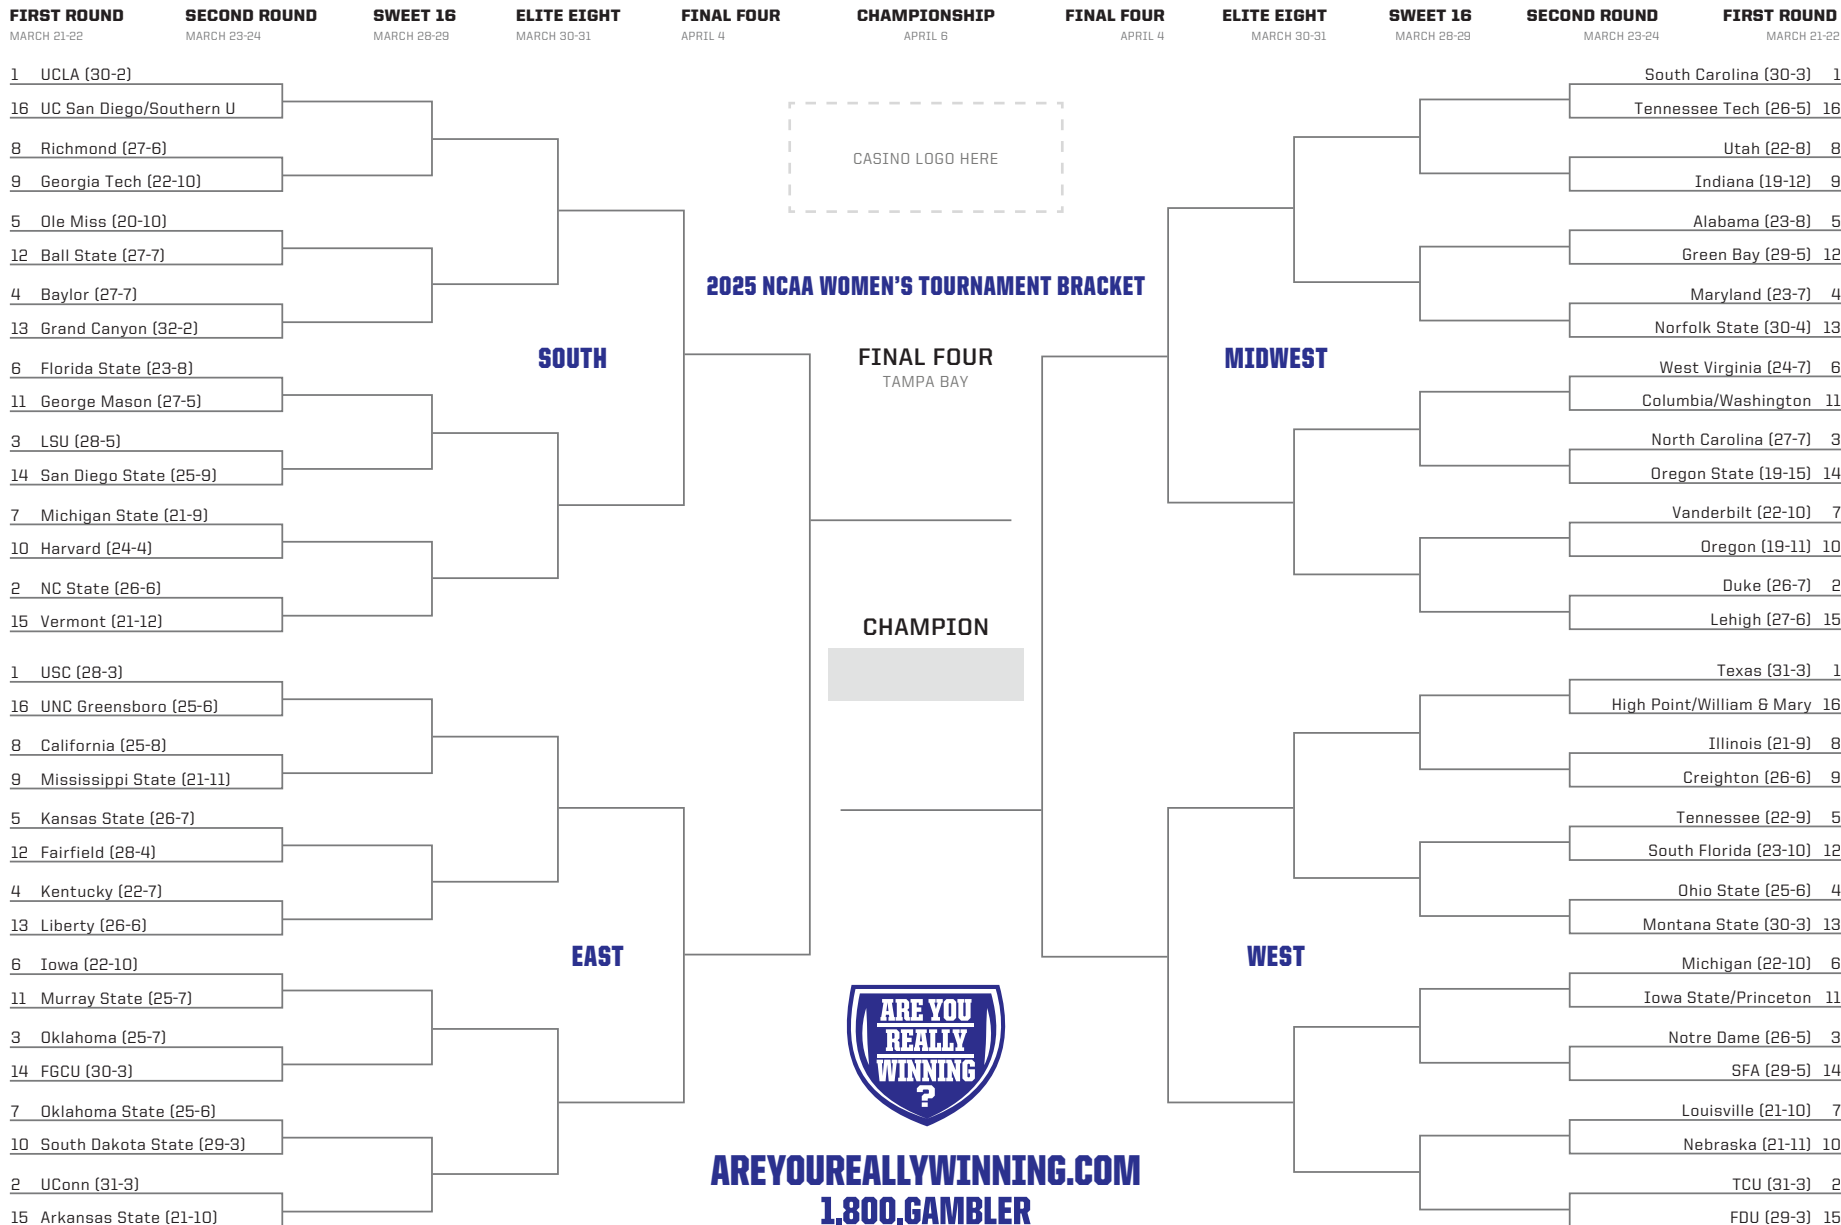 FIRST ROUND
MARCH 21-22
SECOND ROUND
MARCH 23-24
SWEET 16
MARCH 28-29
ELITE EIGHT
MARCH 30-31
FINAL FOUR
APRIL 4
CHAMPIONSHIP
APRIL 6
FINAL FOUR
APRIL 4
ELITE EIGHT
MARCH 30-31
SWEET 16
MARCH 28-29
SECOND ROUND
MARCH 23-24
FIRST ROUND
MARCH 21-22
1 UCLA (30-2)
16 UC San Diego/Southern U
8 Richmond (27-6)
9 Georgia Tech (22-10)
5 Ole Miss (20-10)
12 Ball State (27-7)
4 Baylor (27-7)
13 Grand Canyon (32-2)
6 Florida State (23-8)
11 George Mason (27-5)
3 LSU (28-5)
14 San Diego State (25-9)
7 Michigan State (21-9)
10 Harvard (24-4)
2 NC State (26-6)
15 Vermont (21-12)
SOUTH
1 USC (28-3)
16 UNC Greensboro (25-6)
8 California (25-8)
9 Mississippi State (21-11)
5 Kansas State (26-7)
12 Fairfield (28-4)
4 Kentucky (22-7)
13 Liberty (26-6)
6 Iowa (22-10)
11 Murray State (25-7)
3 Oklahoma (25-7)
14 FGCU (30-3)
7 Oklahoma State (25-6)
10 South Dakota State (29-3)
2 UConn (31-3)
15 Arkansas State (21-10)
EAST
CASINO LOGO HERE
2025 NCAA WOMEN'S TOURNAMENT BRACKET
FINAL FOUR
TAMPA BAY
CHAMPION
ARE YOU
REALLY
WINNING
?
AREYOUREALLYWINNING.COM
1.800.GAMBLER
MIDWEST
South Carolina (30-3) 1
Tennessee Tech (26-5) 16
Utah (22-8) 8
Indiana (19-12) 9
Alabama (23-8) 5
Green Bay (29-5) 12
Maryland (23-7) 4
Norfolk State (30-4) 13
West Virginia (24-7) 6
Columbia/Washington 11
North Carolina (27-7) 3
Oregon State (19-15) 14
Vanderbilt (22-10) 7
Oregon (19-11) 10
Duke (26-7) 2
Lehigh (27-6) 15
WEST
Texas (31-3) 1
High Point/William & Mary 16
Illinois (21-9) 8
Creighton (26-6) 9
Tennessee (22-9) 5
South Florida (23-10) 12
Ohio State (25-6) 4
Montana State (30-3) 13
Michigan (22-10) 6
Iowa State/Princeton 11
Notre Dame (26-5) 3
SFA (29-5) 14
Louisville (21-10) 7
Nebraska (21-11) 10
TCU (31-3) 2
FDU (29-3) 15